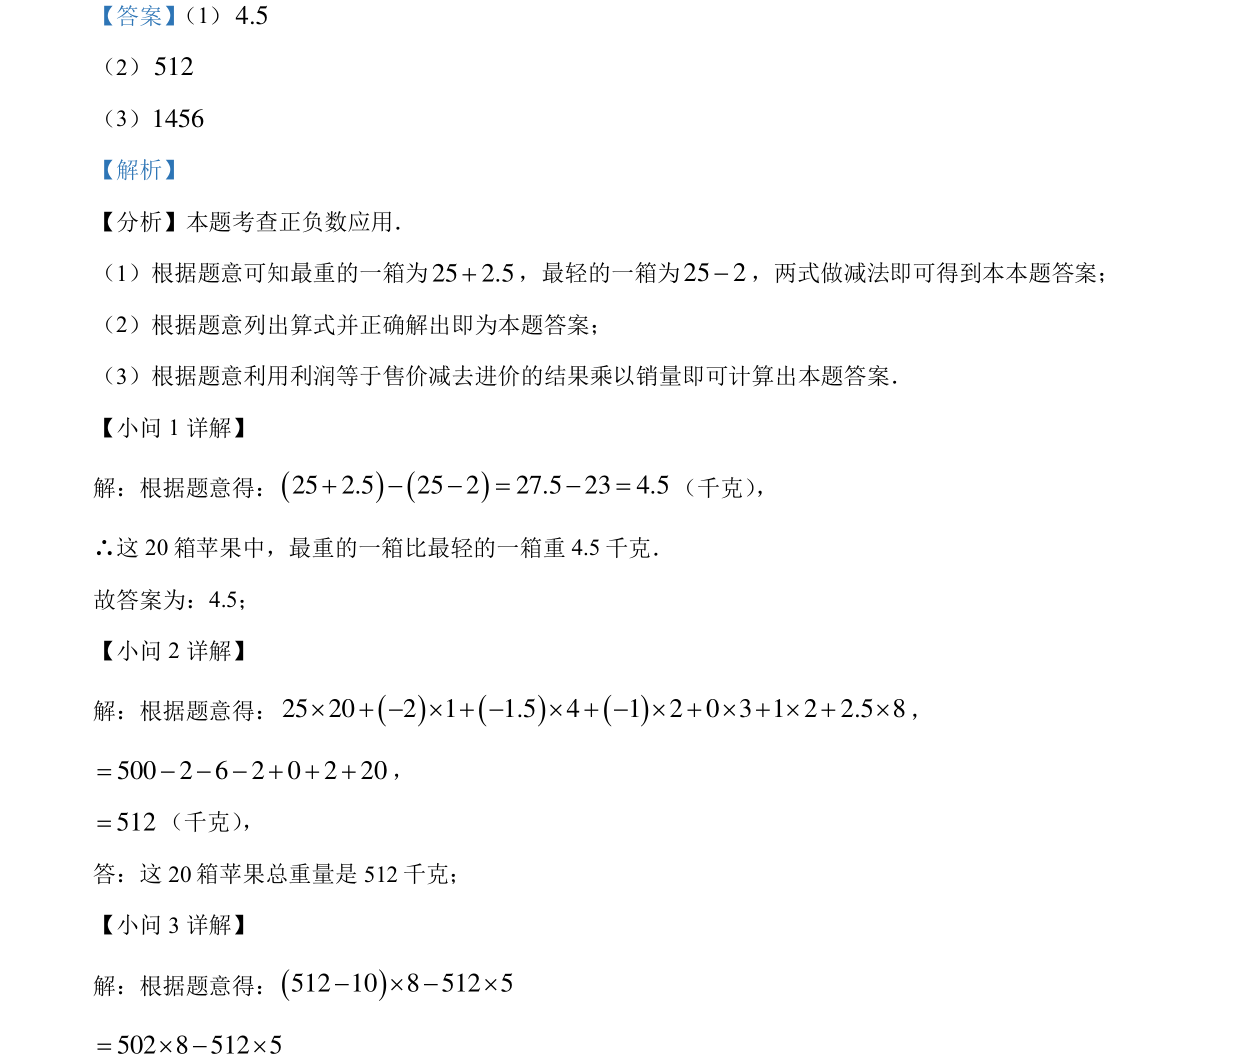 【答案】（1）4.5
（2）512
（3）1456
【解析】
【分析】本题考查正负数应用．
（1）根据题意可知最重的一箱为25+2.5，最轻的一箱为25−2，两式做减法即可得到本本题答案；
（2）根据题意列出算式并正确解出即为本题答案；
（3）根据题意利用利润等于售价减去进价的结果乘以销量即可计算出本题答案．
【小问1详解】
解：根据题意得：(25+2.5)−(25−2)=27.5−23=4.5（千克），
∴这20箱苹果中，最重的一箱比最轻的一箱重4.5千克．
故答案为：4.5；
【小问2详解】
解：根据题意得：25×20+(−2)×1+(−1.5)×4+(−1)×2+0×3+1×2+2.5×8，
=500−2−6−2+0+2+20，
=512（千克），
答：这20箱苹果总重量是512千克；
【小问3详解】
解：根据题意得：(512−10)×8−512×5
=502×8−512×5